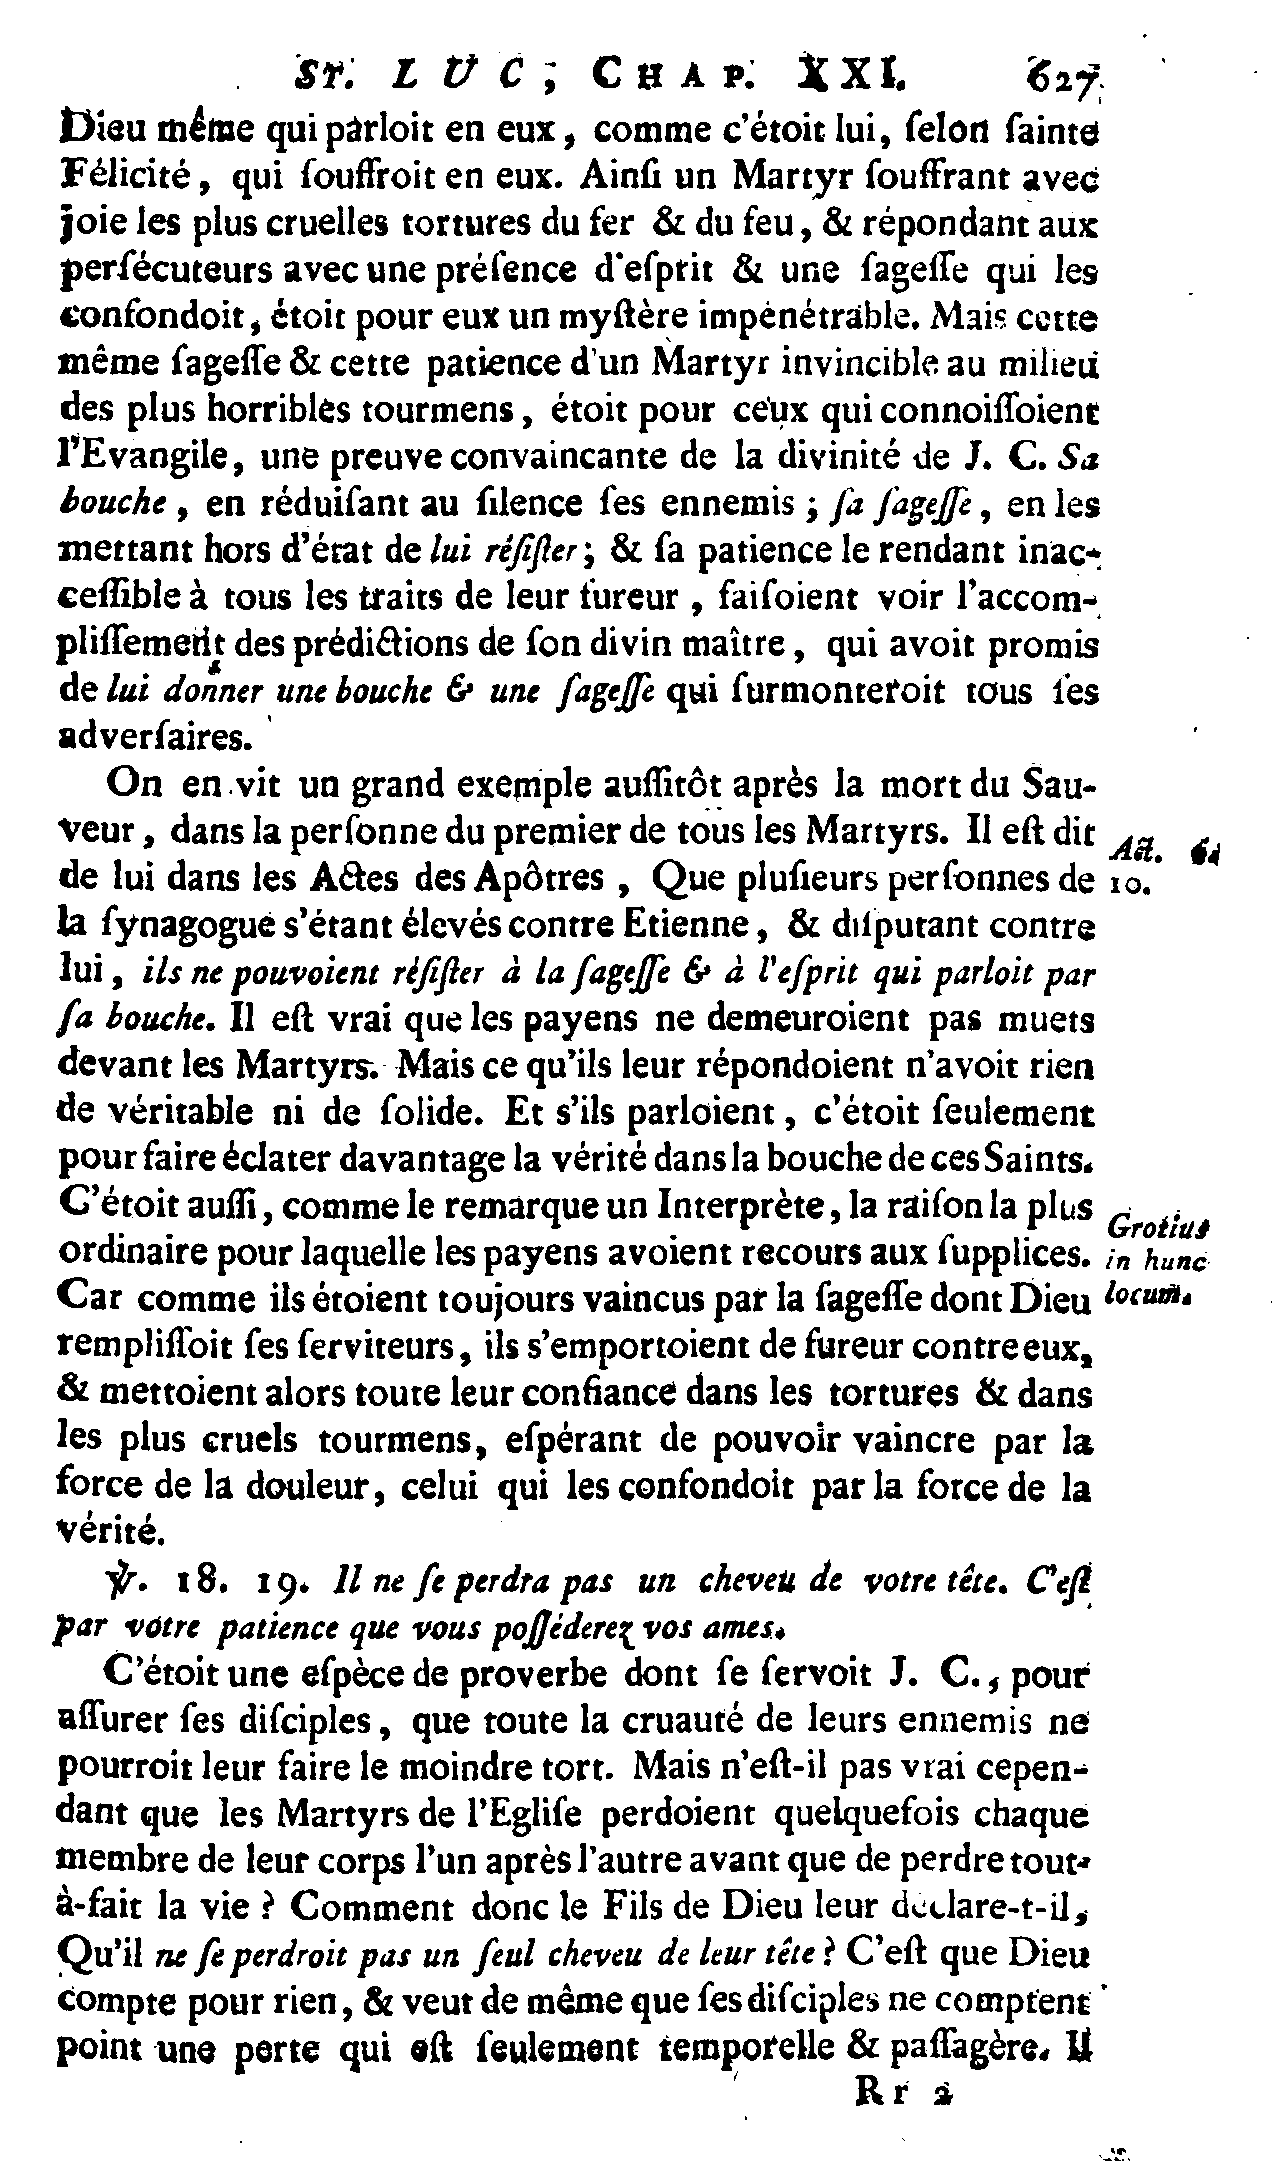 ST. LUC, CHAP. XXI. 627
Dieu même qui parloit en eux, comme c'étoit lui, ſelon ſainte
Félicité, qui ſouffroit en eux. Ainſi un Martyr ſouffrant avec
joie les plus cruelles tortures du fer & du feu, & répondant aux
perſécuteurs avec une préſence d'eſprit & une ſageſſe qui les
confondoit, étoit pour eux un myſtère impénétrable. Mais cette
même ſageſſe & cette patience d'un Martyr invincible au milieu
des plus horribles tourmens, étoit pour ceux qui connoiſſoient
l'Evangile, une preuve convaincante de la divinité de J. C. Sa
bouche, en réduiſant au ſilence ſes ennemis; ſa ſageſſe, en les
mettant hors d'état de lui réſiſter; & ſa patience le rendant inac-
ceſſible à tous les traits de leur fureur, faiſoient voir l'accom-
pliſſement des prédictions de ſon divin maître, qui avoit promis
de lui donner une bouche & une ſageſſe qui ſurmonteroit tous ſes
adverſaires.
On en vit un grand exemple auſſitôt après la mort du Sau-
veur, dans la perſonne du premier de tous les Martyrs. Il eſt dit
de lui dans les Actes des Apôtres, Que pluſieurs perſonnes de
la ſynagogue s'étant élevés contre Etienne, & diſputant contre
lui, ils ne pouvoient réſiſter à la ſageſſe & à l'eſprit qui parloit par
ſa bouche. Il eſt vrai que les payens ne demeuroient pas muets
devant les Martyrs. Mais ce qu'ils leur répondoient n'avoit rien
de véritable ni de ſolide. Et s'ils parloient, c'étoit ſeulement
pour faire éclater davantage la vérité dans la bouche de ces Saints.
C'étoit auſſi, comme le remarque un Interprète, la raiſon la plus
ordinaire pour laquelle les payens avoient recours aux ſupplices.
Car comme ils étoient toujours vaincus par la ſageſſe dont Dieu
rempliſſoit ſes ſerviteurs, ils s'emportoient de fureur contre eux,
& mettoient alors toute leur confiance dans les tortures & dans
les plus cruels tourmens, eſpérant de pouvoir vaincre par la
force de la douleur, celui qui les confondoit par la force de la
vérité.
℣. 18. 19. Il ne ſe perdra pas un cheveu de votre tête. C'eſt
par votre patience que vous poſſéderez vos ames.
C'étoit une eſpèce de proverbe dont ſe ſervoit J. C., pour
aſſurer ſes diſciples, que toute la cruauté de leurs ennemis ne
pourroit leur faire le moindre tort. Mais n'eſt-il pas vrai cepen-
dant que les Martyrs de l'Egliſe perdoient quelquefois chaque
membre de leur corps l'un après l'autre avant que de perdre tout-
à-fait la vie ? Comment donc le Fils de Dieu leur déclare-t-il,
Qu'il ne ſe perdroit pas un ſeul cheveu de leur tête ? C'eſt que Dieu
compte pour rien, & veut de même que ſes diſciples ne comptent
point une perte qui eſt ſeulement temporelle & paſſagère. Il
Rr 2
Act. 6.
10.
Grotius
in hunc
locum.